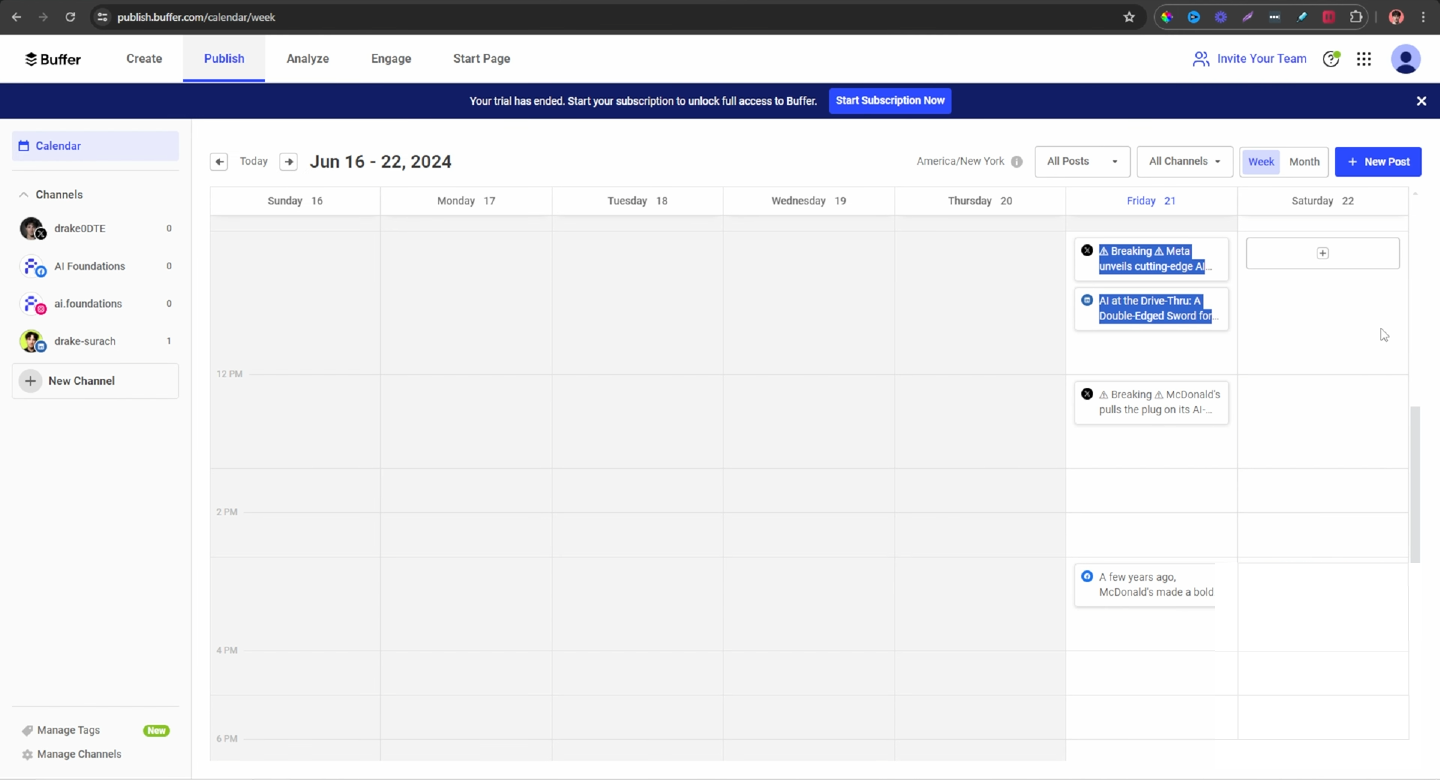 publish.buffer.com/calendar/week
Buffer
Create
Publish
Analyze
Engage
Start Page
Invite Your Team
Your trial has ended. Start your subscription to unlock full access to Buffer.
Start Subscription Now
Calendar
Channels
drake0DTE 0
AI Foundations 0
ai.foundations 0
drake-surach 1
New Channel
Manage Tags New
Manage Channels
Today
Jun 16 - 22, 2024
America/New York
All Posts
All Channels
Week
Month
+ New Post
Sunday 16
Monday 17
Tuesday 18
Wednesday 19
Thursday 20
Friday 21
Saturday 22
⚠ Breaking ⚠ Meta
unveils cutting-edge AI...
AI at the Drive-Thru: A
Double-Edged Sword for...
12 PM
⚠ Breaking ⚠ McDonald's
pulls the plug on its AI-...
2 PM
A few years ago,
McDonald's made a bold
4 PM
6 PM